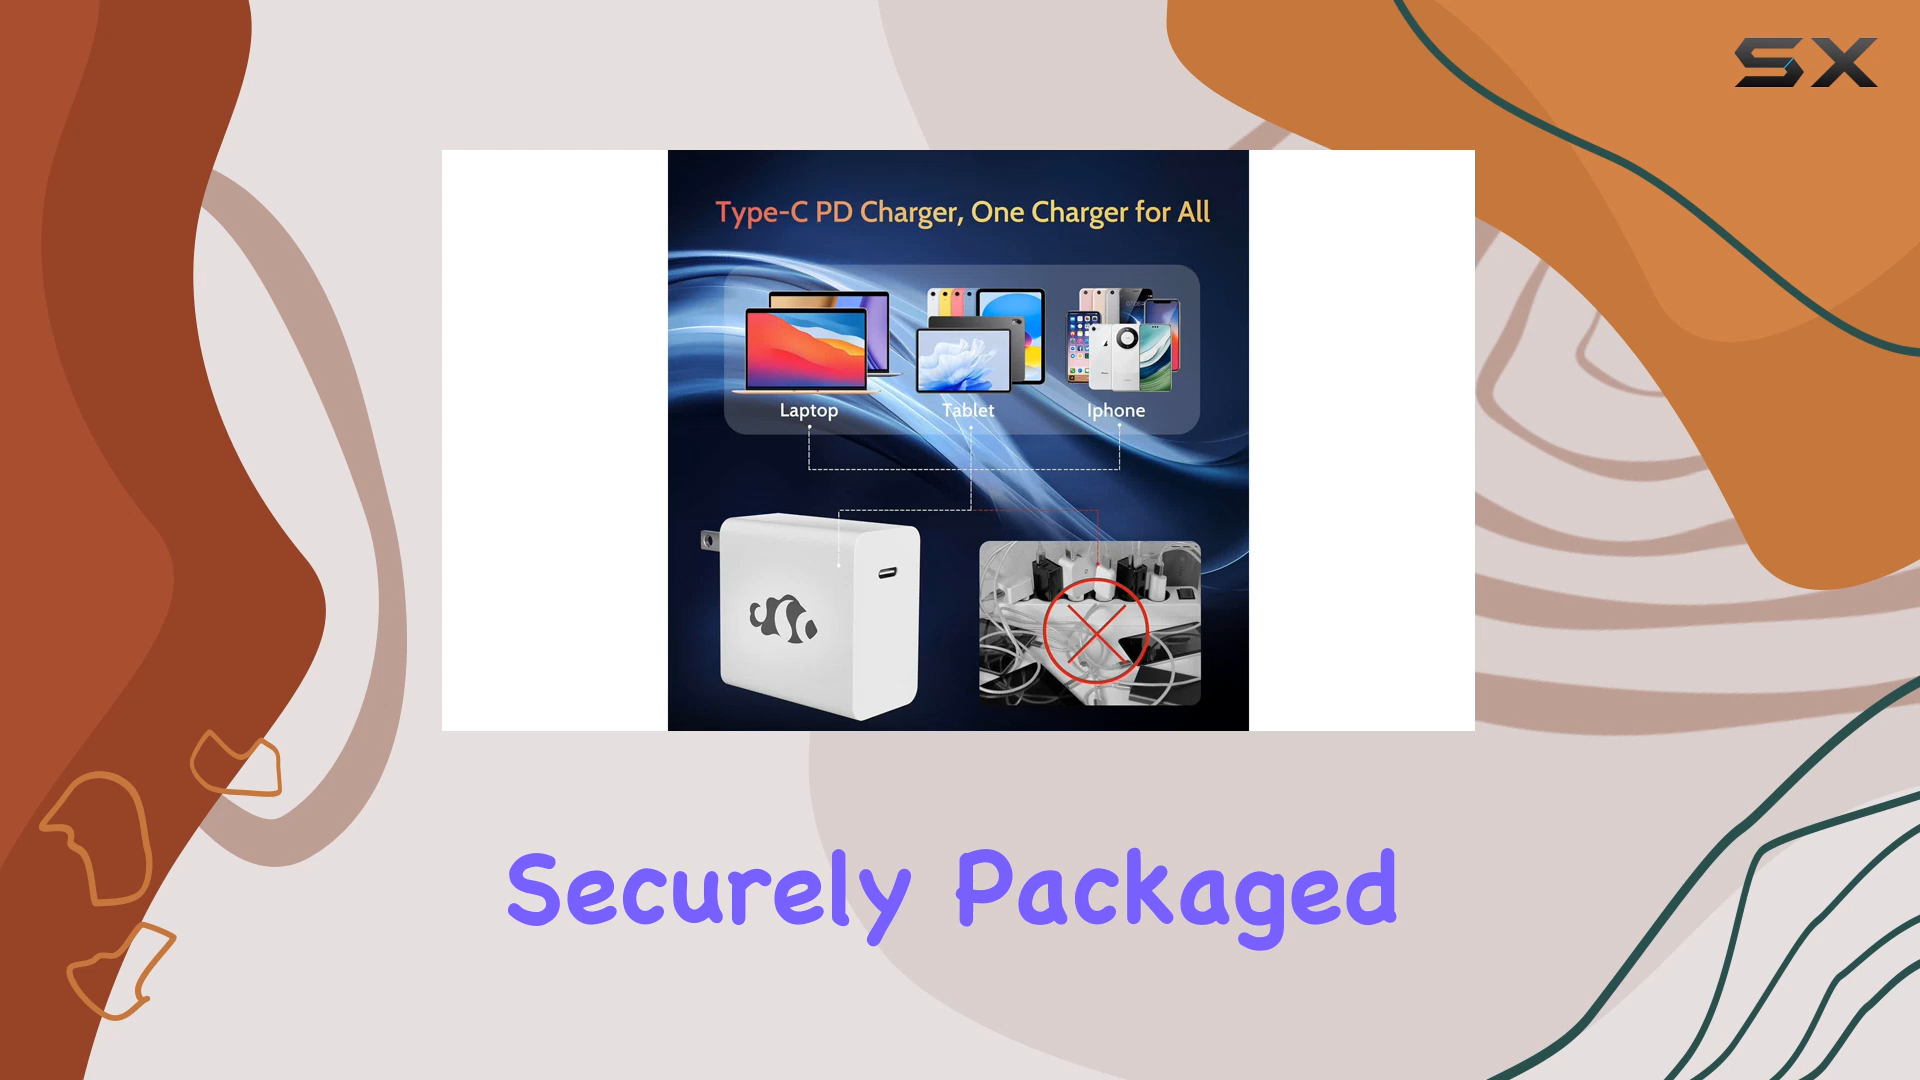 SX
Type-C PD Charger, One Charger for All
Laptop Tablet Iphone
Securely Packaged